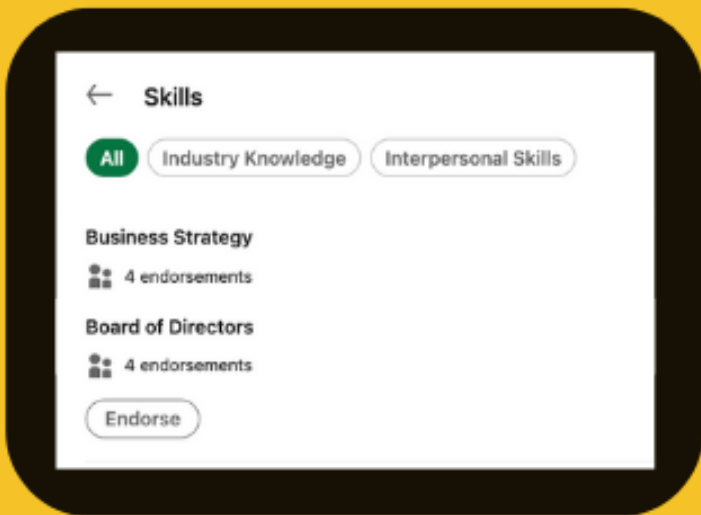 Skills
All Industry Knowledge Interpersonal Skills
Business Strategy
4 endorsements
Board of Directors
4 endorsements
Endorse